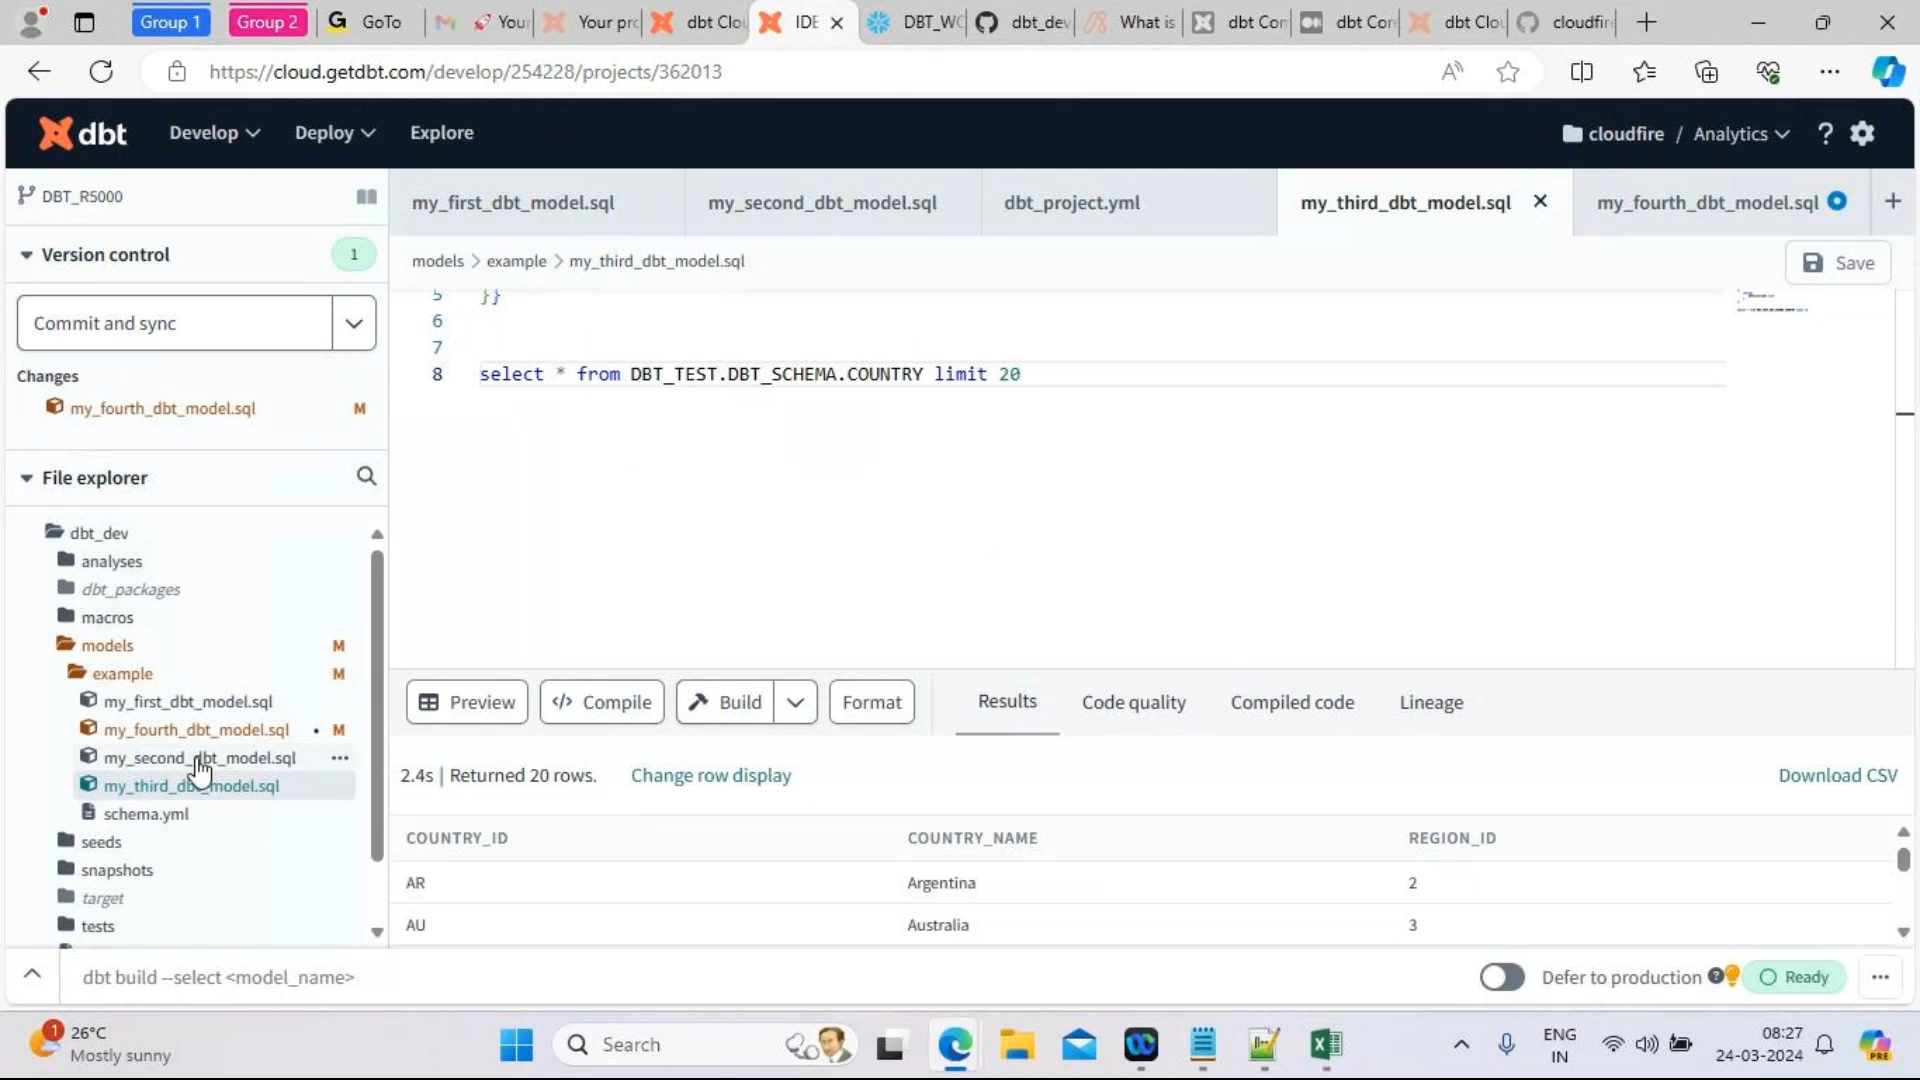 Group 1
Group 2
GoTo
Your
Your pr
dbt Clou
IDE
DBT_WC
dbt_dev
What is
dbt Con
dbt Cor
dbt Clou
cloudfire
https://cloud.getdbt.com/develop/254228/projects/362013
dbt
Develop
Deploy
Explore
cloudfire / Analytics
?
DBT_R5000
my_first_dbt_model.sql
my_second_dbt_model.sql
dbt_project.yml
my_third_dbt_model.sql
my_fourth_dbt_model.sql
Version control
1
models > example > my_third_dbt_model.sql
Save
Commit and sync
Changes
my_fourth_dbt_model.sql M
5 }}
6
7
8 select * from DBT_TEST.DBT_SCHEMA.COUNTRY limit 20
File explorer
dbt_dev
analyses
dbt_packages
macros
models M
example M
my_first_dbt_model.sql
my_fourth_dbt_model.sql • M
my_second_dbt_model.sql
my_third_dbt_model.sql
schema.yml
seeds
snapshots
target
tests
Preview
</> Compile
Build
Format
Results
Code quality
Compiled code
Lineage
2.4s | Returned 20 rows.
Change row display
Download CSV
COUNTRY_ID COUNTRY_NAME REGION_ID
AR Argentina 2
AU Australia 3
dbt build --select <model_name>
Defer to production
Ready
1
26°C
Mostly sunny
Search
ENG
IN
08:27
24-03-2024
PRE